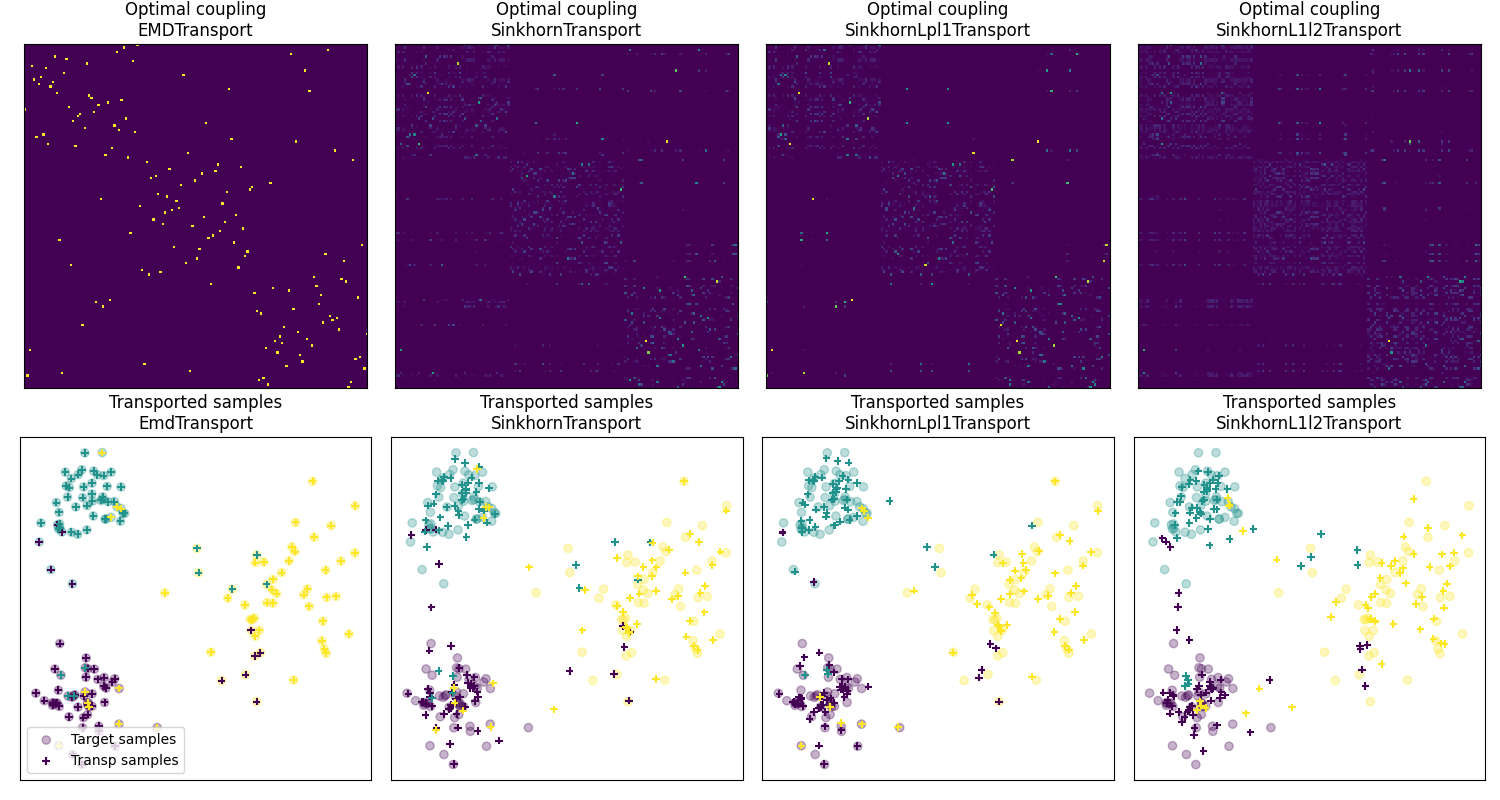 Optimal coupling
EMDTransport
Optimal coupling
SinkhornTransport
Optimal coupling
SinkhornLpl1Transport
Optimal coupling
SinkhornL1l2Transport
Transported samples
EmdTransport
Transported samples
SinkhornTransport
Transported samples
SinkhornLpl1Transport
Transported samples
SinkhornL1l2Transport
Target samples
Transp samples